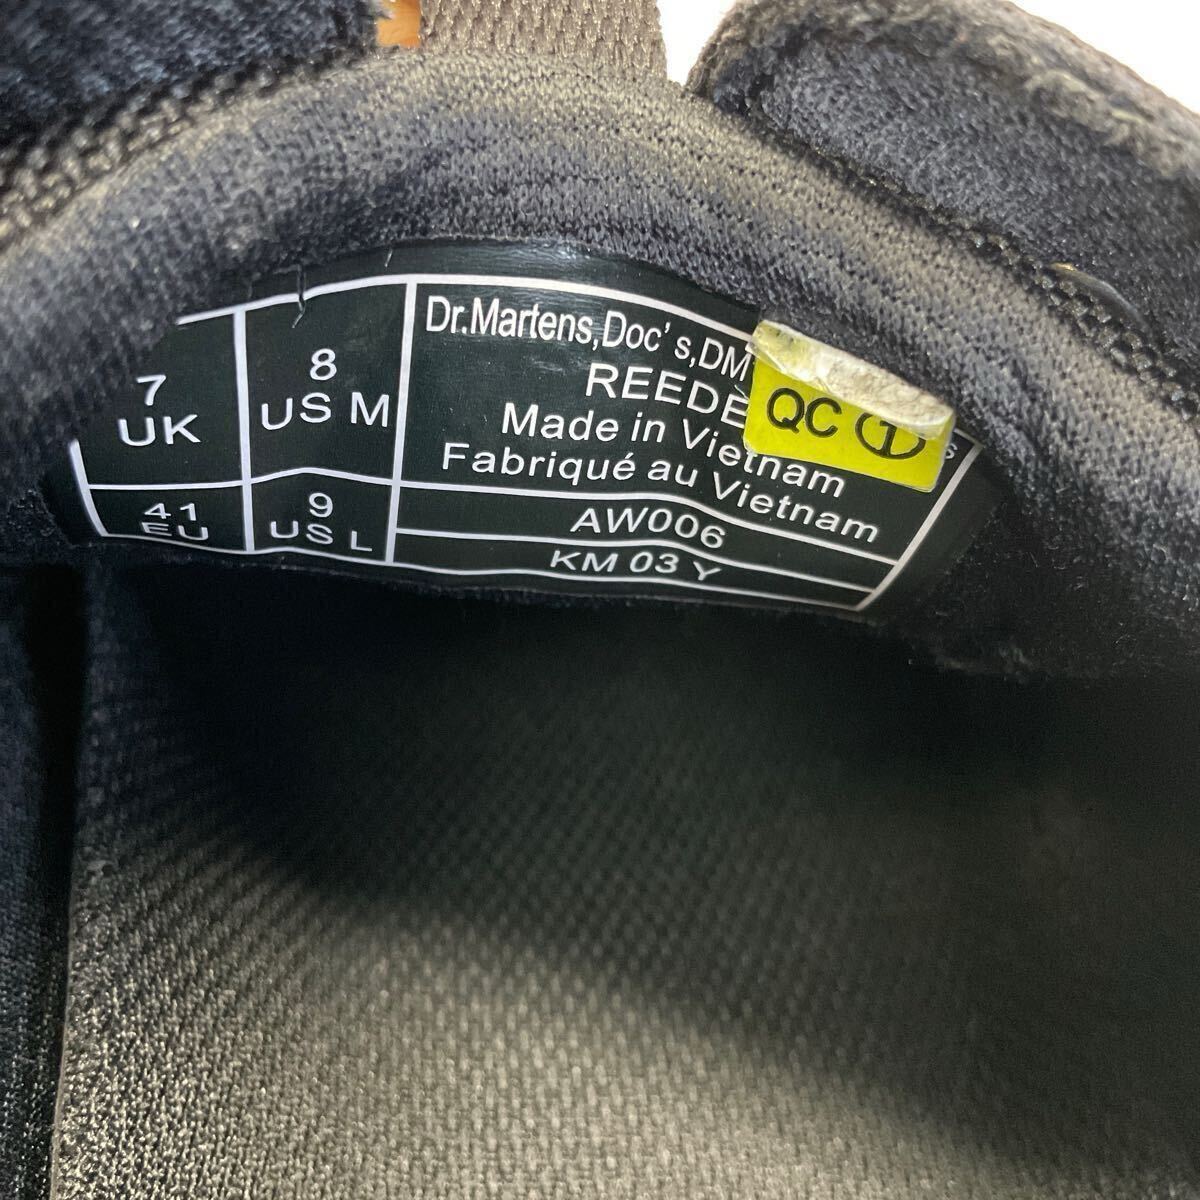 7
UK
8
US M
41
EU
9
US L
Dr.Martens,Doc's,DM
REEDE
Made in Vietnam
Fabriqué au Vietnam
AW006
KM 03 Y
QC 1